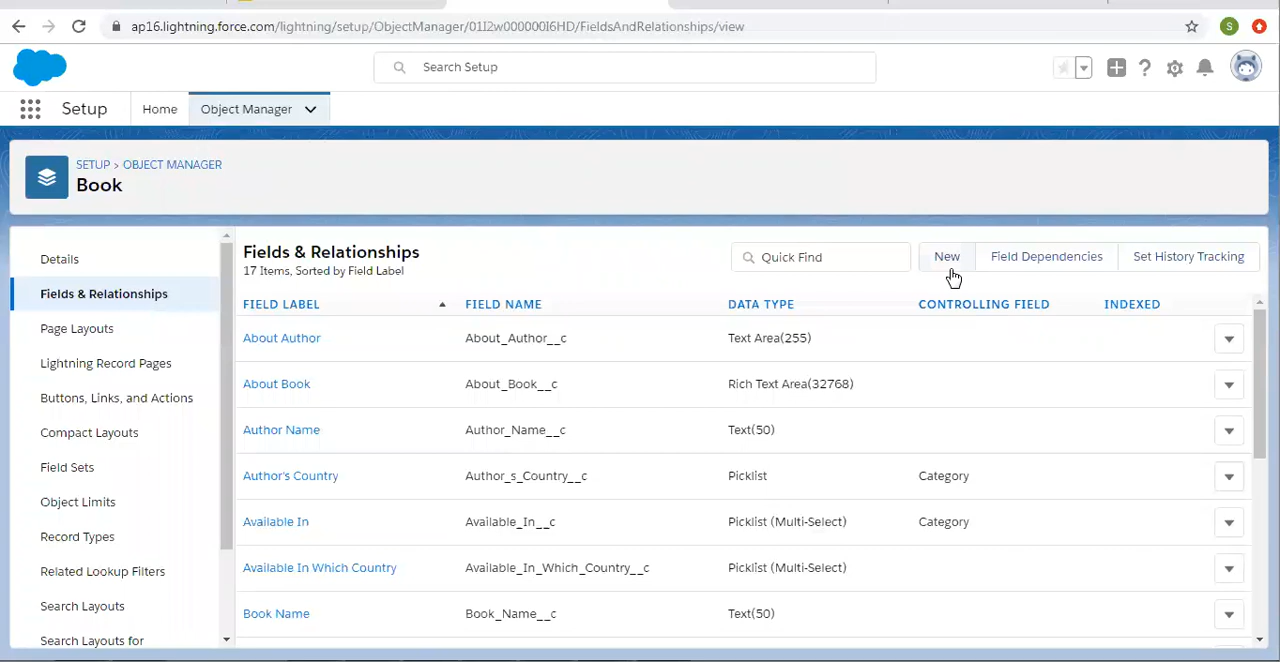 ap16.lightning.force.com/lightning/setup/ObjectManager/01I2w000000I6HD/FieldsAndRelationships/view
S
Search Setup
Setup
Home
Object Manager
SETUP > OBJECT MANAGER
Book
Details
Fields & Relationships
Page Layouts
Lightning Record Pages
Buttons, Links, and Actions
Compact Layouts
Field Sets
Object Limits
Record Types
Related Lookup Filters
Search Layouts
Search Layouts for
Fields & Relationships
17 Items, Sorted by Field Label
Quick Find
New
Field Dependencies
Set History Tracking
FIELD LABEL FIELD NAME DATA TYPE CONTROLLING FIELD INDEXED
About Author About_Author__c Text Area(255)
About Book About_Book__c Rich Text Area(32768)
Author Name Author_Name__c Text(50)
Author's Country Author_s_Country__c Picklist Category
Available In Available_In__c Picklist (Multi-Select) Category
Available In Which Country Available_In_Which_Country__c Picklist (Multi-Select)
Book Name Book_Name__c Text(50)